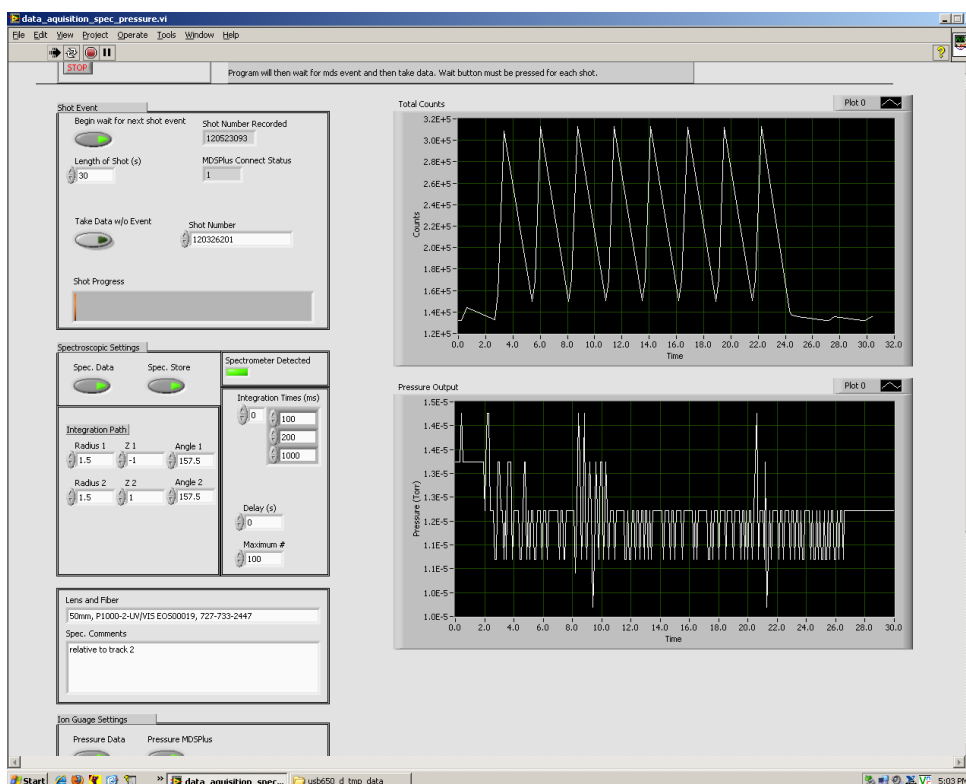 data_aquisition_spec_pressure.vi
File Edit View Project Operate Tools Window Help
STOP
Program will then wait for mds event and then take data. Wait button must be pressed for each shot.
Shot Event
Begin wait for next shot event
Shot Number Recorded
120523093
Length of Shot (s)
30
MDSPlus Connect Status
1
Take Data w/o Event
Shot Number
120326201
Shot Progress
Spectroscopic Settings
Spec. Data
Spec. Store
Spectrometer Detected
Integration Times (ms)
0
100
200
1000
Integration Path
Radius 1 Z 1 Angle 1
1.5 -1 157.5
Radius 2 Z 2 Angle 2
1.5 1 157.5
Delay (s)
0
Maximum #
100
Lens and Fiber
50mm, P1000-2-UV/VIS EOS00019, 727-733-2447
Spec. Comments
relative to track 2
Ion Guage Settings
Pressure Data Pressure MDSPlus
Total Counts
Plot 0
Counts
3.2E+5
3.0E+5
2.8E+5
2.6E+5
2.4E+5
2.2E+5
2.0E+5
1.8E+5
1.6E+5
1.4E+5
1.2E+5
0.0 2.0 4.0 6.0 8.0 10.0 12.0 14.0 16.0 18.0 20.0 22.0 24.0 26.0 28.0 30.0 32.0
Time
Pressure Output
Plot 0
Pressure (Torr)
1.5E-5
1.4E-5
1.4E-5
1.3E-5
1.3E-5
1.2E-5
1.1E-5
1.1E-5
1.0E-5
1.0E-5
0.0 2.0 4.0 6.0 8.0 10.0 12.0 14.0 16.0 18.0 20.0 22.0 24.0 26.0 28.0 30.0
Time
Start
data_aquisition_spec...
usb650_d_tmp_data
5:03 PM